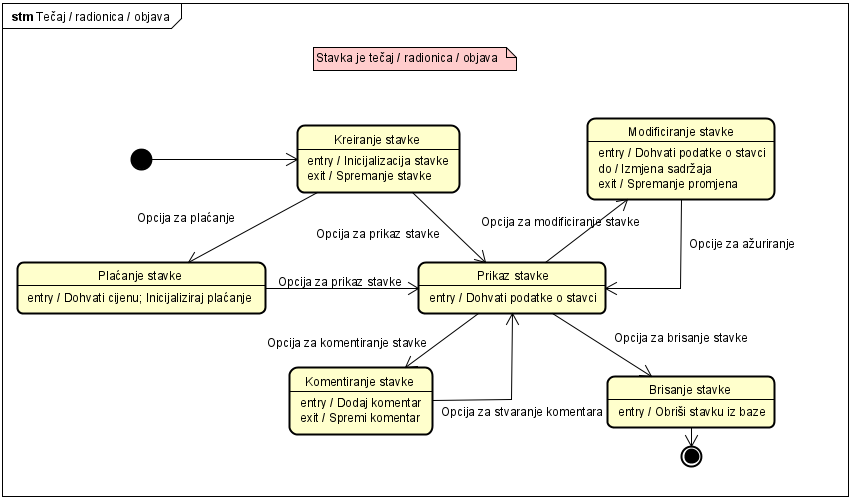 stm Tečaj / radionica / objava
Stavka je tečaj / radionica / objava
Kreiranje stavke
entry / Inicijalizacija stavke
exit / Spremanje stavke
Modificiranje stavke
entry / Dohvati podatke o stavci
do / Izmjena sadržaja
exit / Spremanje promjena
Opcija za plaćanje
Opcija za prikaz stavke
Opcija za modificiranje stavke
Opcije za ažuriranje
Plaćanje stavke
entry / Dohvati cijenu; Inicijaliziraj plaćanje
Opcija za prikaz stavke
Prikaz stavke
entry / Dohvati podatke o stavci
Opcija za komentiranje stavke
Opcija za brisanje stavke
Komentiranje stavke
entry / Dodaj komentar
exit / Spremi komentar
Opcija za stvaranje komentara
Brisanje stavke
entry / Obriši stavku iz baze